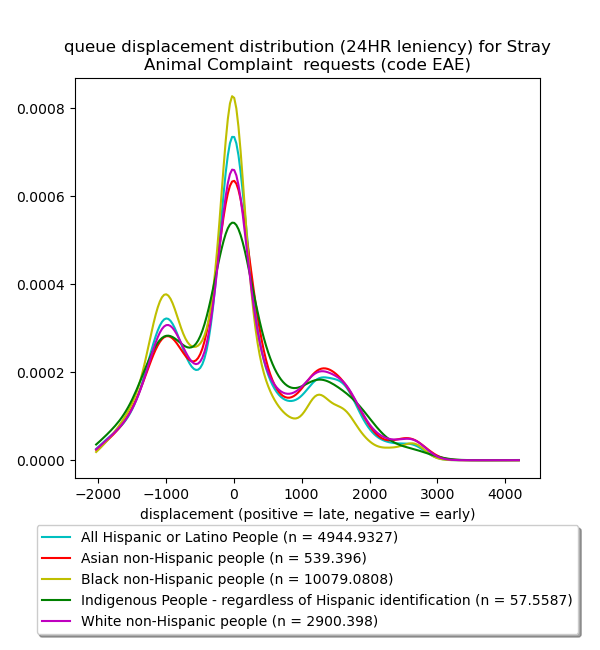 queue displacement distribution (24HR leniency) for Stray
Animal Complaint  requests (code EAE)
0.0008
0.0006
0.0004
0.0002
0.0000
−2000 −1000 0 1000 2000 3000 4000
displacement (positive = late, negative = early)
All Hispanic or Latino People (n = 4944.9327)
Asian non-Hispanic people (n = 539.396)
Black non-Hispanic people (n = 10079.0808)
Indigenous People - regardless of Hispanic identification (n = 57.5587)
White non-Hispanic people (n = 2900.398)